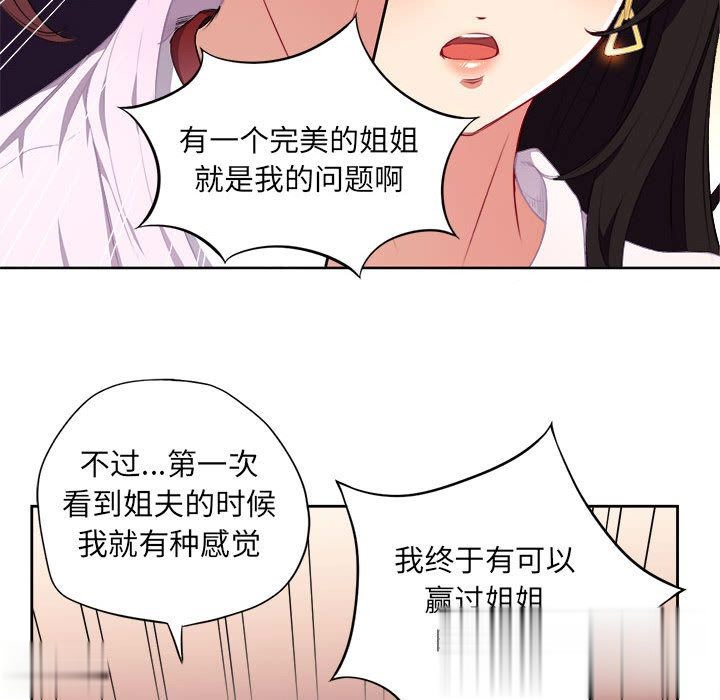 有一个完美的姐姐
就是我的问题啊
不过...第一次
看到姐夫的时候
我就有种感觉
我终于有可以
赢过姐姐